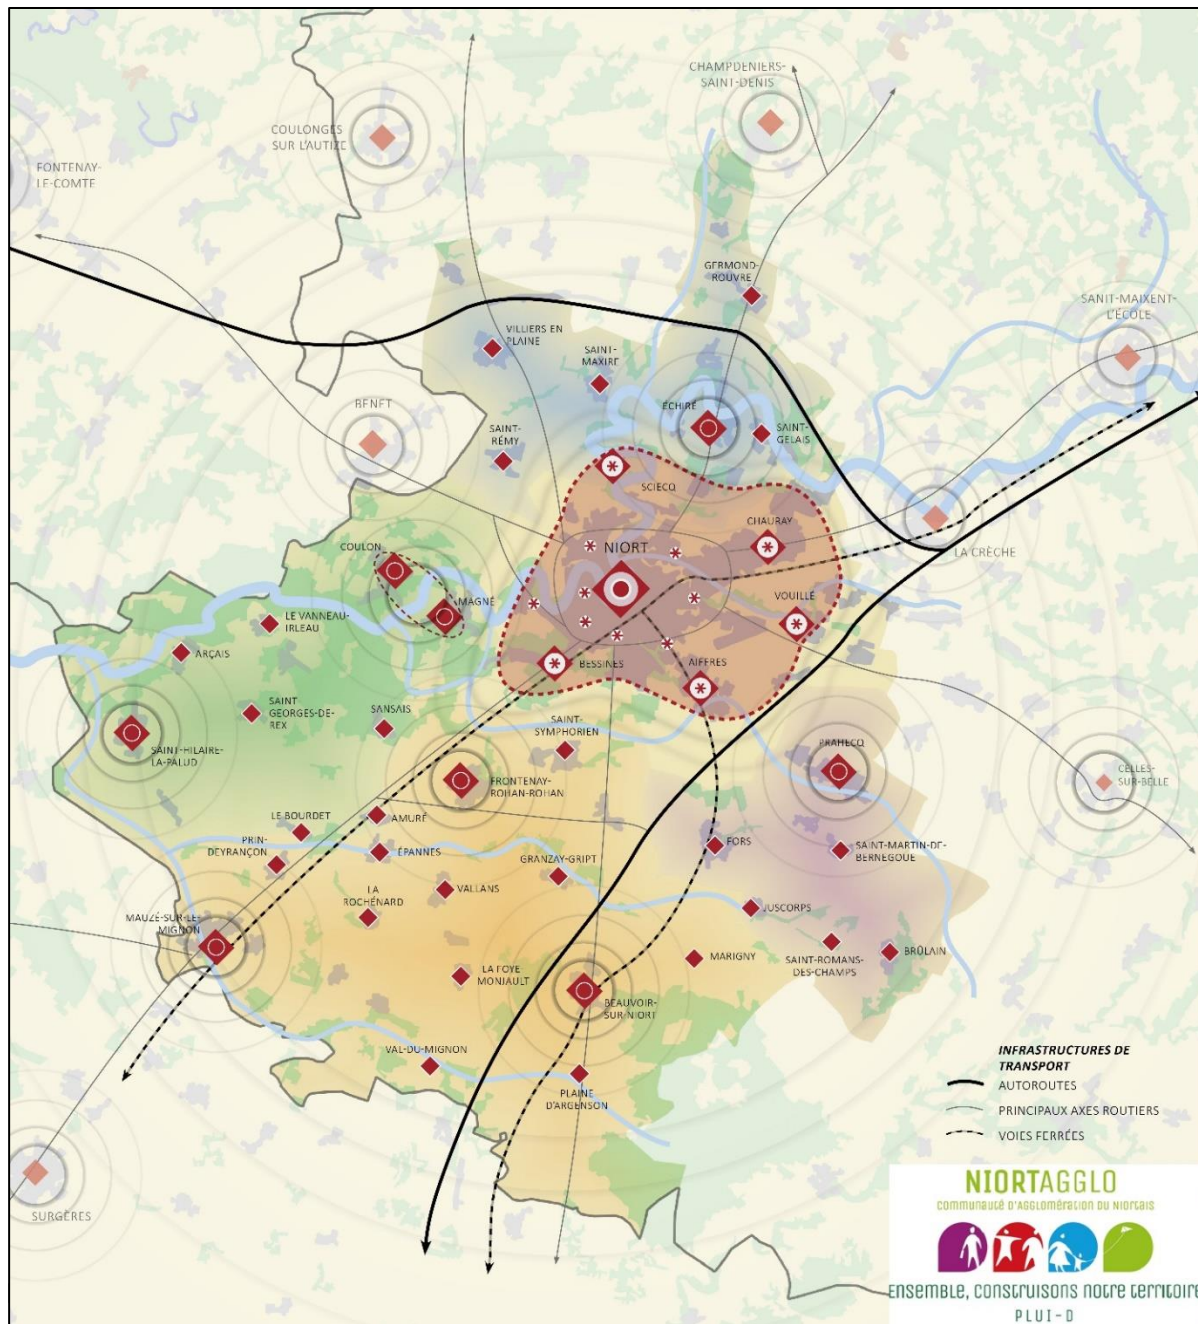 CHAMPDENIERS-
SAINT-DENIS
COULONGES
SUR L'AUTIZE
FONTENAY-
LE-COMTE
GERMOND-
ROUVRE
SANIT-MAIXENT-
L'ÉCOLE
VILLIERS EN
PLAINE
SAINT-
MAXIRE
BENET
ÉCHIRÉ
SAINT-
GELAIS
SAINT-
RÉMY
SCIECQ
CHAURAY
NIORT
COULON
LA CRÈCHE
MAGNÉ
VOUILLÉ
LE VANNEAU-
IRLEAU
ARÇAIS
BESSINES
AIFFRES
SAINT
GEORGES-DE-
REX
SANSAIS
SAINT-
SYMPHORIEN
SAINT-HILAIRE-
LA-PALUD
PRAHECQ
CELLES-
SUR-BELLE
FRONTENAY-
ROHAN-ROHAN
LE BOURDET
AMURÉ
PRIN-
DEYRANÇON
ÉPANNES
FORS
SAINT-MARTIN-DE-
BERNEGOUE
GRANZAY-GRIPT
LA
ROCHÉNARD
VALLANS
JUSCORPS
MAUZÉ-SUR-LE-
MIGNON
SAINT-ROMANS-
DES-CHAMPS
BRÛLAIN
MARIGNY
LA FOYE
MONJAULT
BEAUVOIR-
SUR-NIORT
VAL-DU-MIGNON
PLAINE
D'ARGENSON
SURGÈRES
INFRASTRUCTURES DE
TRANSPORT
AUTOROUTES
PRINCIPAUX AXES ROUTIERS
VOIES FERRÉES
NIORTAGGLO
COMMUNAUTÉ D'AGGLOMÉRATION DU NIORTAIS
ENSEMBLE, CONSTRUISONS NOTRE TERRITOIRE
PLUI-D